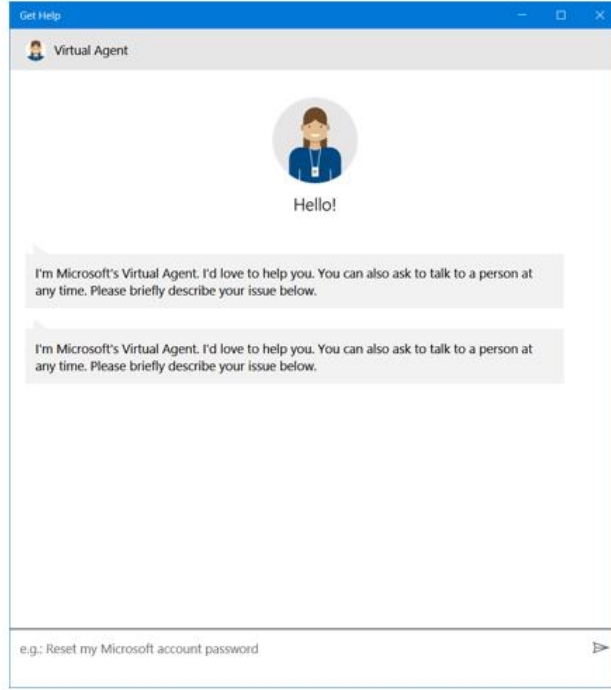 Get Help
Virtual Agent
Hello!
I'm Microsoft's Virtual Agent. I'd love to help you. You can also ask to talk to a person at
any time. Please briefly describe your issue below.
I'm Microsoft's Virtual Agent. I'd love to help you. You can also ask to talk to a person at
any time. Please briefly describe your issue below.
e.g.: Reset my Microsoft account password